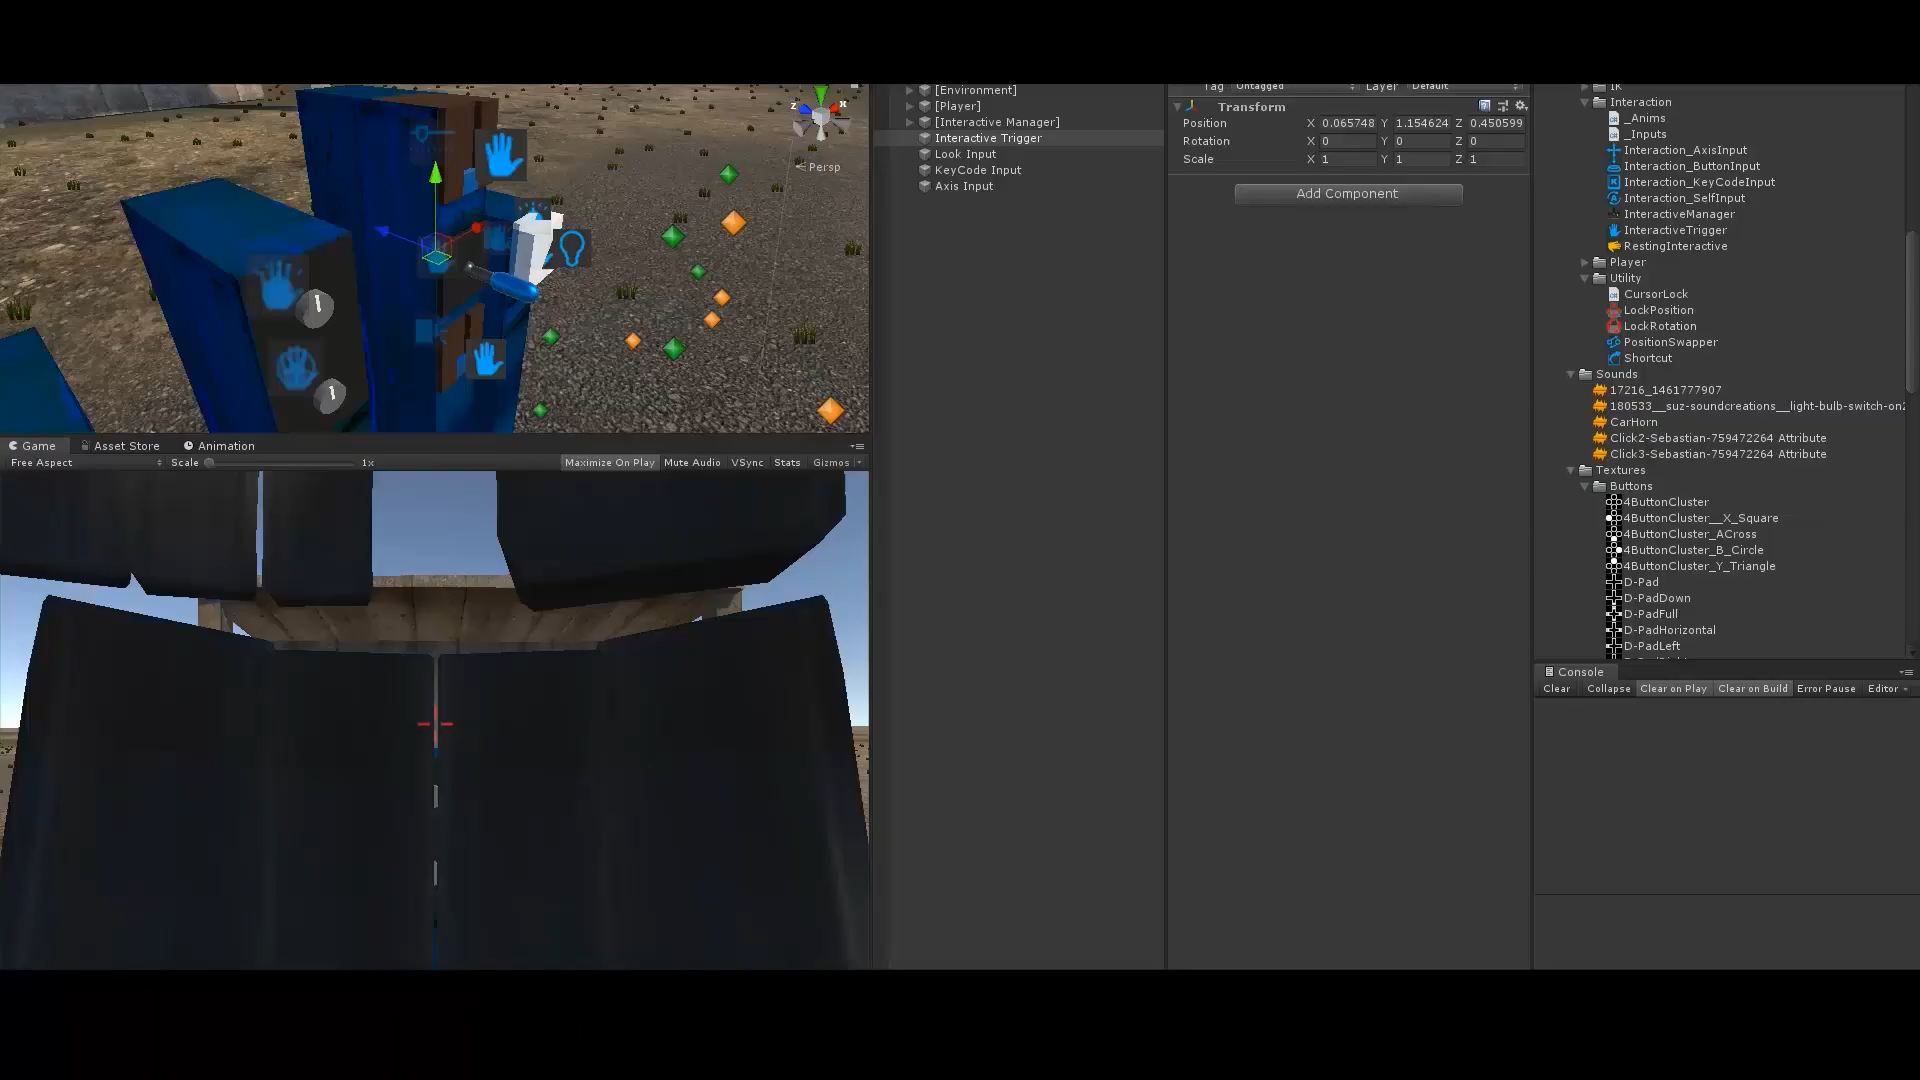 z
x
Persp
Game
Asset Store
Animation
Free Aspect
Scale
1x
Maximize On Play
Mute Audio
VSync
Stats
Gizmos
[Environment]
[Player]
[Interactive Manager]
Interactive Trigger
Look Input
KeyCode Input
Axis Input
Tag Untagged Layer Default
Transform
Position X 0.065748 Y 1.154624 Z 0.450599
Rotation X 0 Y 0 Z 0
Scale X 1 Y 1 Z 1
Add Component
IK
Interaction
_Anims
_Inputs
Interaction_AxisInput
Interaction_ButtonInput
Interaction_KeyCodeInput
Interaction_SelfInput
InteractiveManager
InteractiveTrigger
RestingInteractive
Player
Utility
CursorLock
LockPosition
LockRotation
PositionSwapper
Shortcut
Sounds
17216_1461777907
180533__suz-soundcreations__light-bulb-switch-on
CarHorn
Click2-Sebastian-759472264 Attribute
Click3-Sebastian-759472264 Attribute
Textures
Buttons
4ButtonCluster
4ButtonCluster__X_Square
4ButtonCluster_ACross
4ButtonCluster_B_Circle
4ButtonCluster_Y_Triangle
D-Pad
D-PadDown
D-PadFull
D-PadHorizontal
D-PadLeft
Console
Clear
Collapse
Clear on Play
Clear on Build
Error Pause
Editor